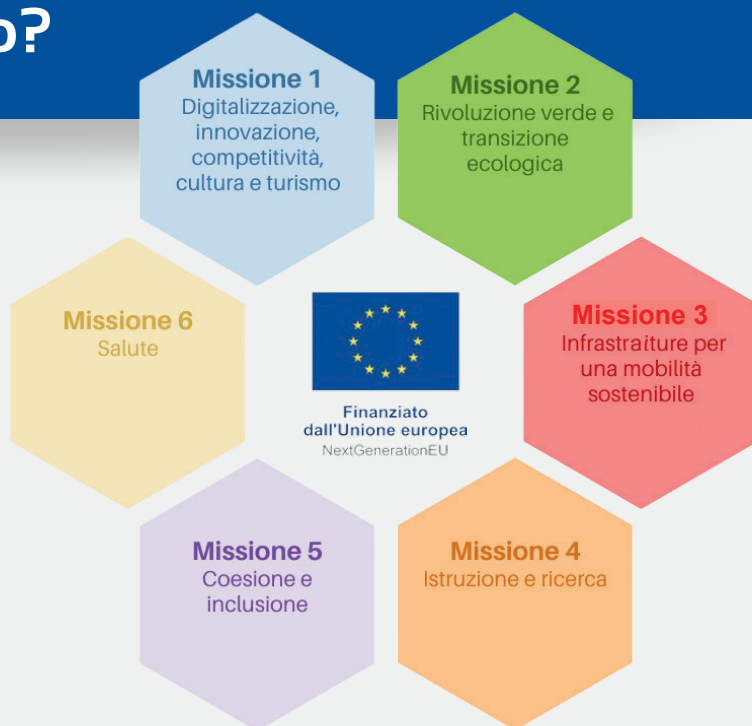 o?
Missione 1
Digitalizzazione,
innovazione,
competitività,
cultura e turismo
Missione 2
Rivoluzione verde e
transizione
ecologica
Missione 6
Salute
Finanziato
dall'Unione europea
NextGenerationEU
Missione 3
Infrastraiture per
una mobilità
sostenibile
Missione 5
Coesione e
inclusione
Missione 4
Istruzione e ricerca